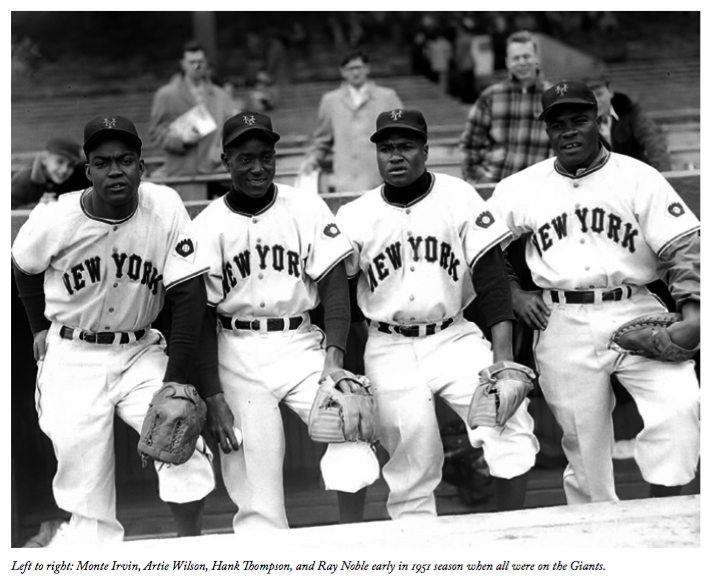 NEW YORK
NEW YOR
NEW YORK
NEW YORK
Left to right: Monte Irvin, Artie Wilson, Hank Thompson, and Ray Noble early in 1951 season when all were on the Giants.